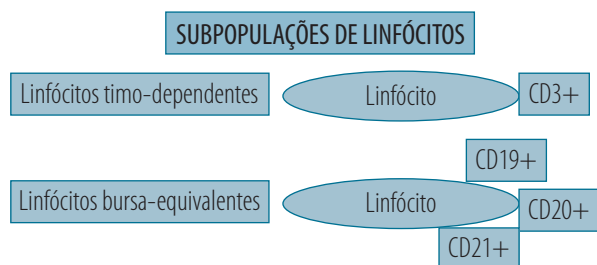 SUBPOPULAÇÕES DE LINFÓCITOS
Linfócitos timo-dependentes
Linfócito
CD3+
CD19+
Linfócitos bursa-equivalentes
Linfócito
CD20+
CD21+